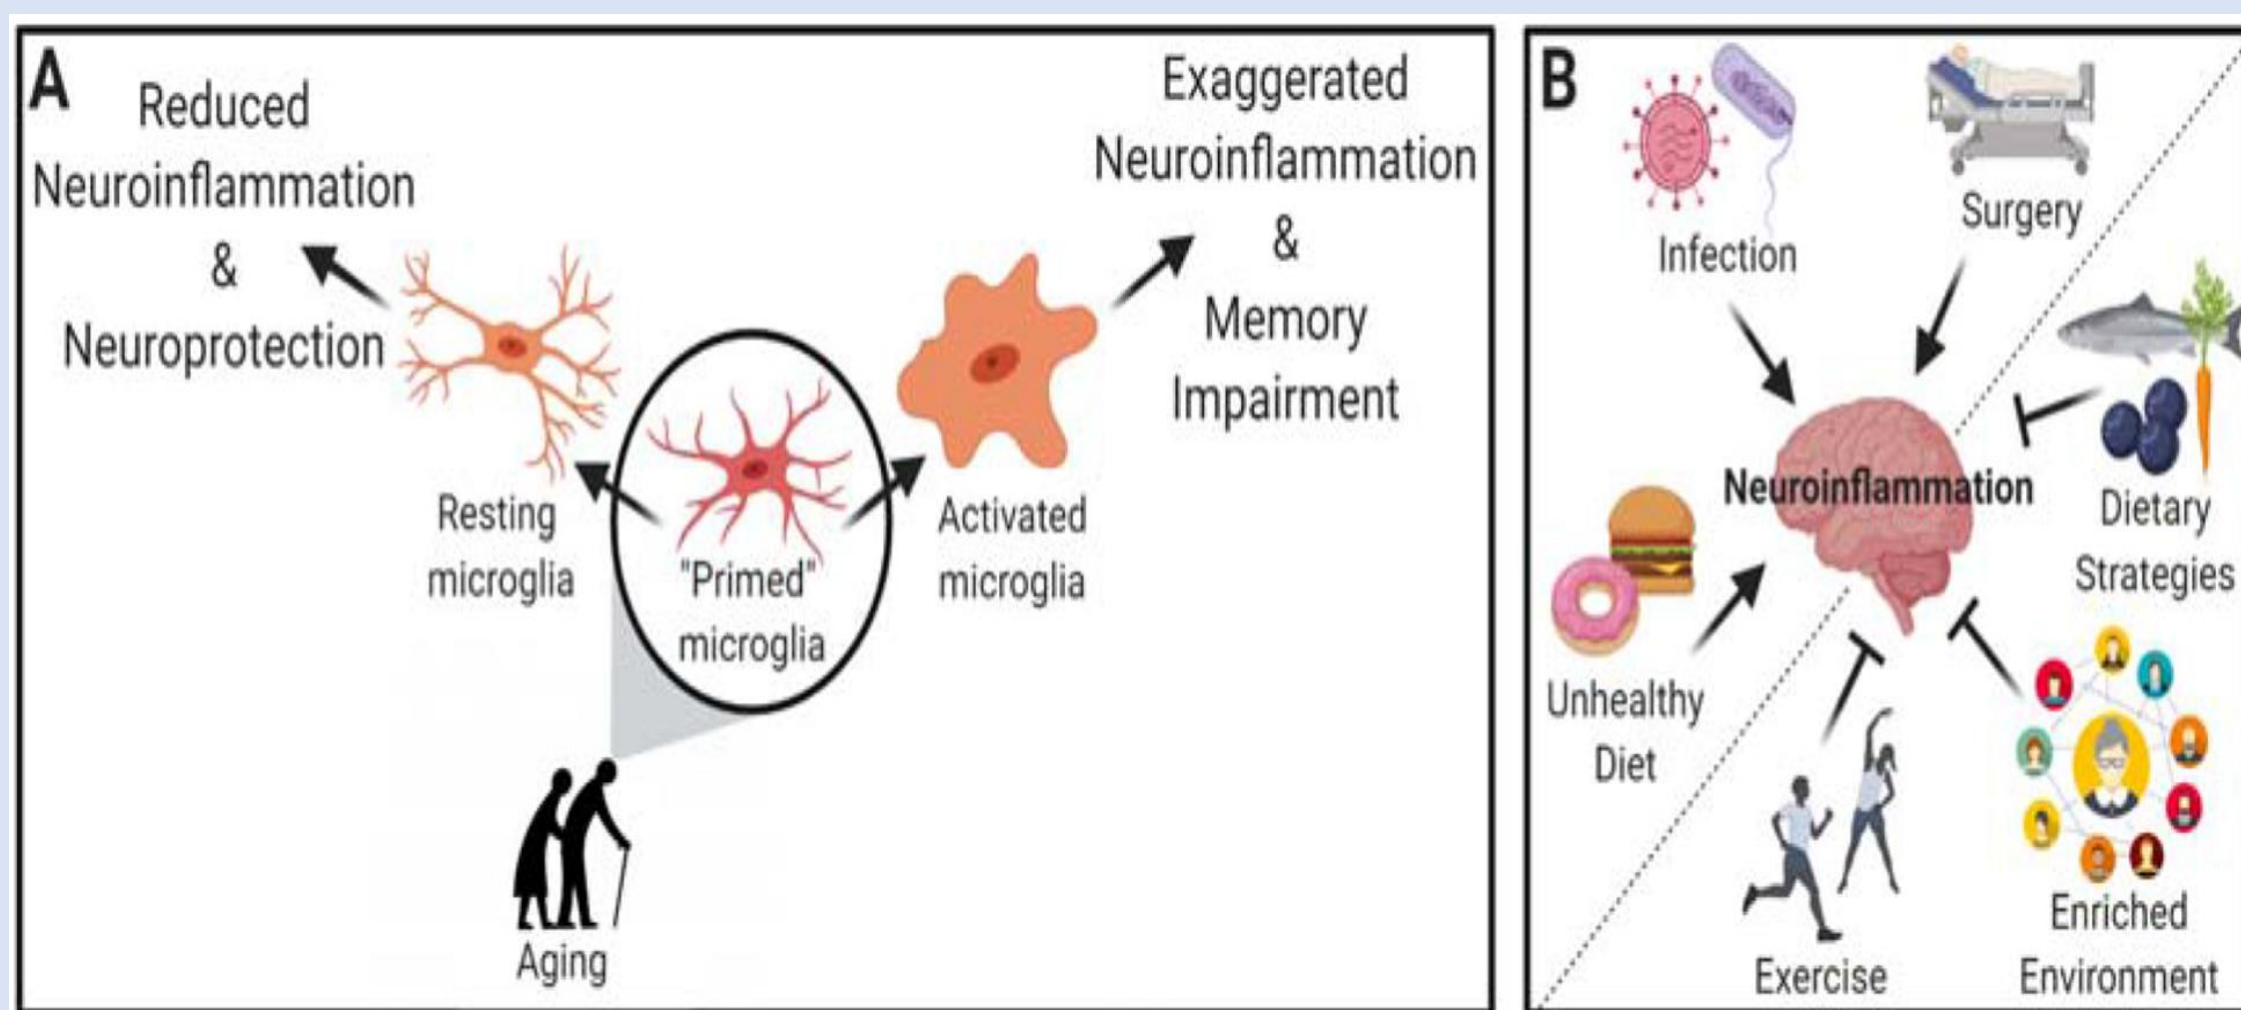 A
Reduced
Neuroinflammation
&
Neuroprotection
Exaggerated
Neuroinflammation
&
Memory
Impairment
Resting
microglia
"Primed"
microglia
Activated
microglia
Aging
B
Infection
Surgery
Neuroinflammation
Dietary
Strategies
Unhealthy
Diet
Exercise
Enriched
Environment